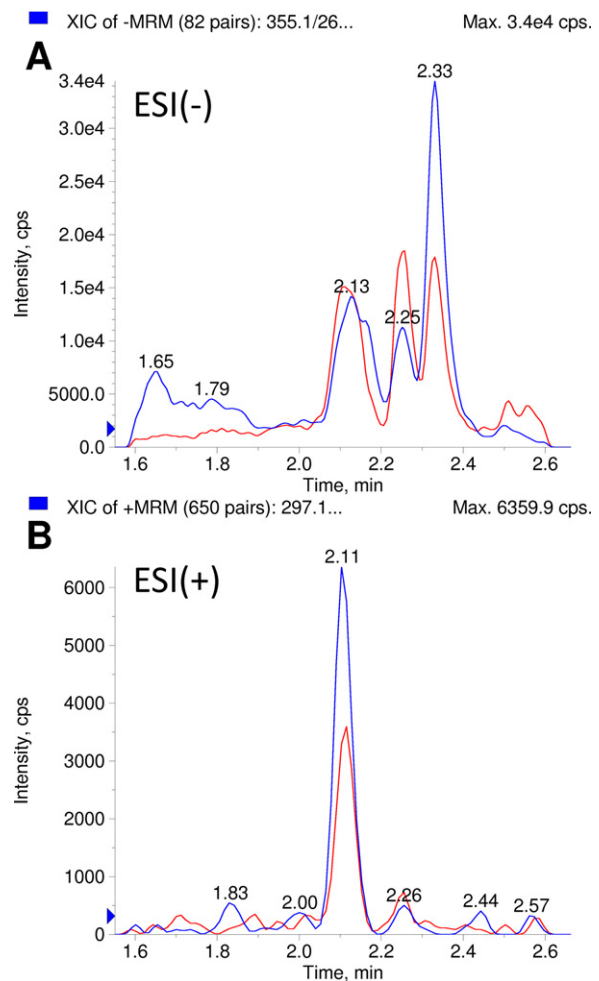 XIC of -MRM (82 pairs): 355.1/26... Max. 3.4e4 cps.
A
ESI(-)
2.33
3.4e4
3.0e4
2.5e4
2.0e4
1.5e4
1.0e4
5000.0
0.0
Intensity, cps
2.13
2.25
1.65
1.79
1.6 1.8 2.0 2.2 2.4 2.6
Time, min
XIC of +MRM (650 pairs): 297.1... Max. 6359.9 cps.
B
ESI(+)
2.11
6000
5000
4000
3000
2000
1000
0
Intensity, cps
1.83 2.00 2.26 2.44 2.57
1.6 1.8 2.0 2.2 2.4 2.6
Time, min